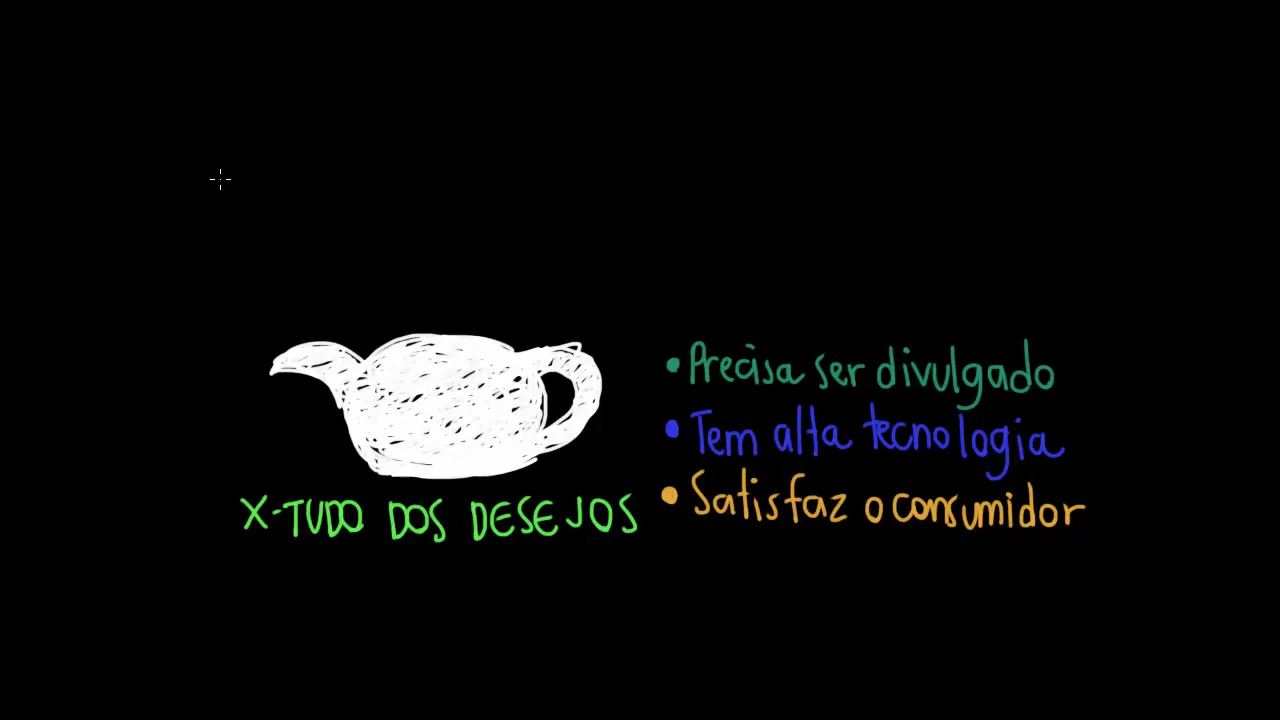 X-TUDO DOS DESEJOS
• Precisa ser divulgado
• Tem alta tecnologia
• Satisfaz o consumidor